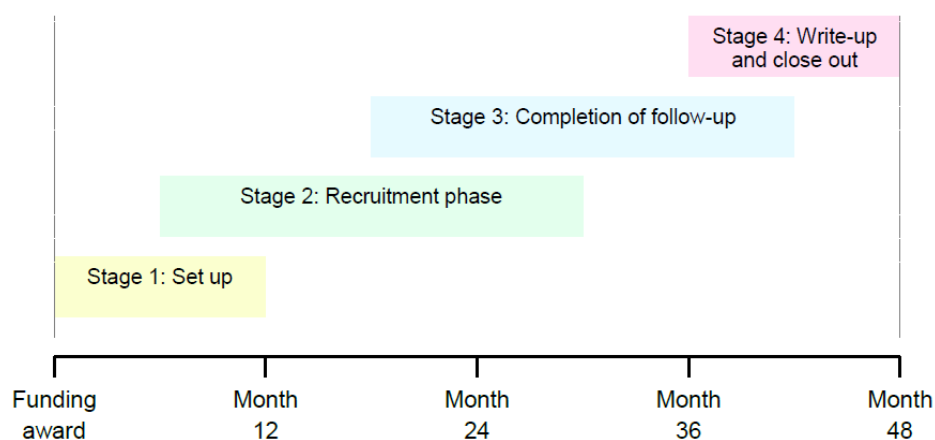 Stage 4: Write-up
and close out
Stage 3: Completion of follow-up
Stage 2: Recruitment phase
Stage 1: Set up
Funding
award
Month
12
Month
24
Month
36
Month
48